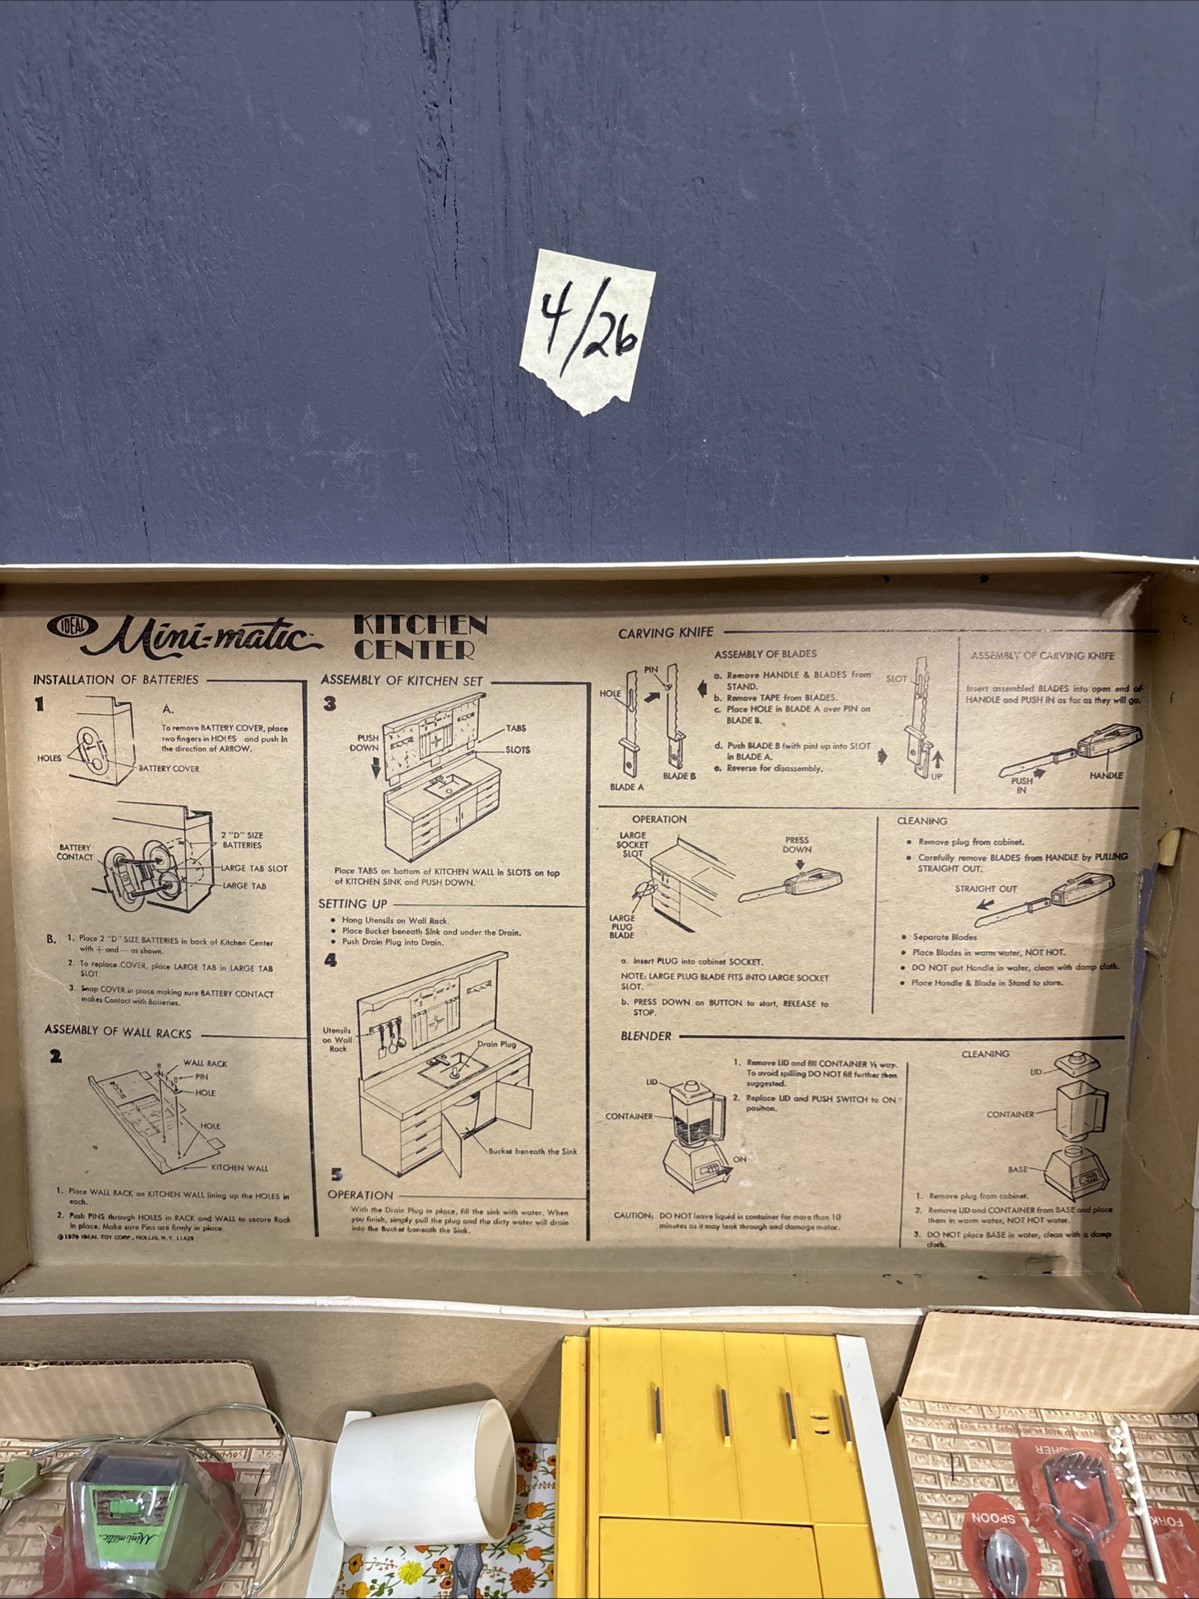 4/26
IDEAL Mini-matic KITCHEN
CENTER
INSTALLATION OF BATTERIES
1
A.
To remove BATTERY COVER, place
two fingers in HOLES and push in
the direction of ARROW.
HOLES
BATTERY COVER
BATTERY
CONTACT
2 "D" SIZE
BATTERIES
LARGE TAB SLOT
LARGE TAB
B. 1. Place 2 "D" SIZE BATTERIES in back of Kitchen Center
with + and - as shown.
2. To replace COVER, place LARGE TAB in LARGE TAB
SLOT.
3. Snap COVER in place making sure BATTERY CONTACT
makes Contact with Batteries.
ASSEMBLY OF WALL RACKS
2
WALL RACK
PIN
HOLE
HOLE
KITCHEN WALL
1. Place WALL RACK on KITCHEN WALL lining up the HOLES in
each.
2. Push PINS through HOLES in RACK and WALL to secure Rack
in place. Make sure Pins are firmly in place.
© 1970 IDEAL TOY CORP., HOLLIS, N.Y. 11423
ASSEMBLY OF KITCHEN SET
3
PUSH
DOWN
TABS
SLOTS
Place TABS on bottom of KITCHEN WALL in SLOTS on top
of KITCHEN SINK and PUSH DOWN.
SETTING UP
• Hang Utensils on Wall Rack.
• Place Bucket beneath Sink and under the Drain.
• Push Drain Plug into Drain.
4
Utensils
on Wall
Rack
Drain Plug
Bucket beneath the Sink
5
OPERATION
With the Drain Plug in place, fill the sink with water. When
you finish, simply pull the plug and the dirty water will drain
into the Bucket beneath the Sink.
CARVING KNIFE
ASSEMBLY OF BLADES
HOLE
PIN
BLADE A
BLADE B
a. Remove HANDLE & BLADES from
STAND.
b. Remove TAPE from BLADES.
c. Place HOLE in BLADE A over PIN on
BLADE B.
d. Push BLADE B (with pin) up into SLOT
in BLADE A.
e. Reverse for disassembly.
SLOT
UP
ASSEMBLY OF CARVING KNIFE
Insert assembled BLADES into open end of
HANDLE and PUSH IN as far as they will go.
PUSH
IN
HANDLE
OPERATION
LARGE
SOCKET
SLOT
LARGE
PLUG
BLADE
PRESS
DOWN
a. Insert PLUG into cabinet SOCKET.
NOTE: LARGE PLUG BLADE FITS INTO LARGE SOCKET
SLOT.
b. PRESS DOWN on BUTTON to start, RELEASE to
STOP.
CLEANING
• Remove plug from cabinet.
• Carefully remove BLADES from HANDLE by PULLING
STRAIGHT OUT.
STRAIGHT OUT
• Separate Blades
• Place Blades in warm water, NOT HOT.
• DO NOT put Handle in water, clean with damp cloth.
• Place Handle & Blade in Stand to store.
BLENDER
LID
CONTAINER
ON
1. Remove LID and fill CONTAINER ½ way.
To avoid spilling DO NOT fill further than
suggested.
2. Replace LID and PUSH SWITCH to ON
position.
CAUTION: DO NOT leave liquid in container for more than 10
minutes as it may leak through and damage motor.
CLEANING
LID
CONTAINER
BASE
1. Remove plug from cabinet.
2. Remove LID and CONTAINER from BASE and place
them in warm water, NOT HOT water.
3. DO NOT place BASE in water, clean with a damp
cloth.
Mini-matic
SPOON
FORK